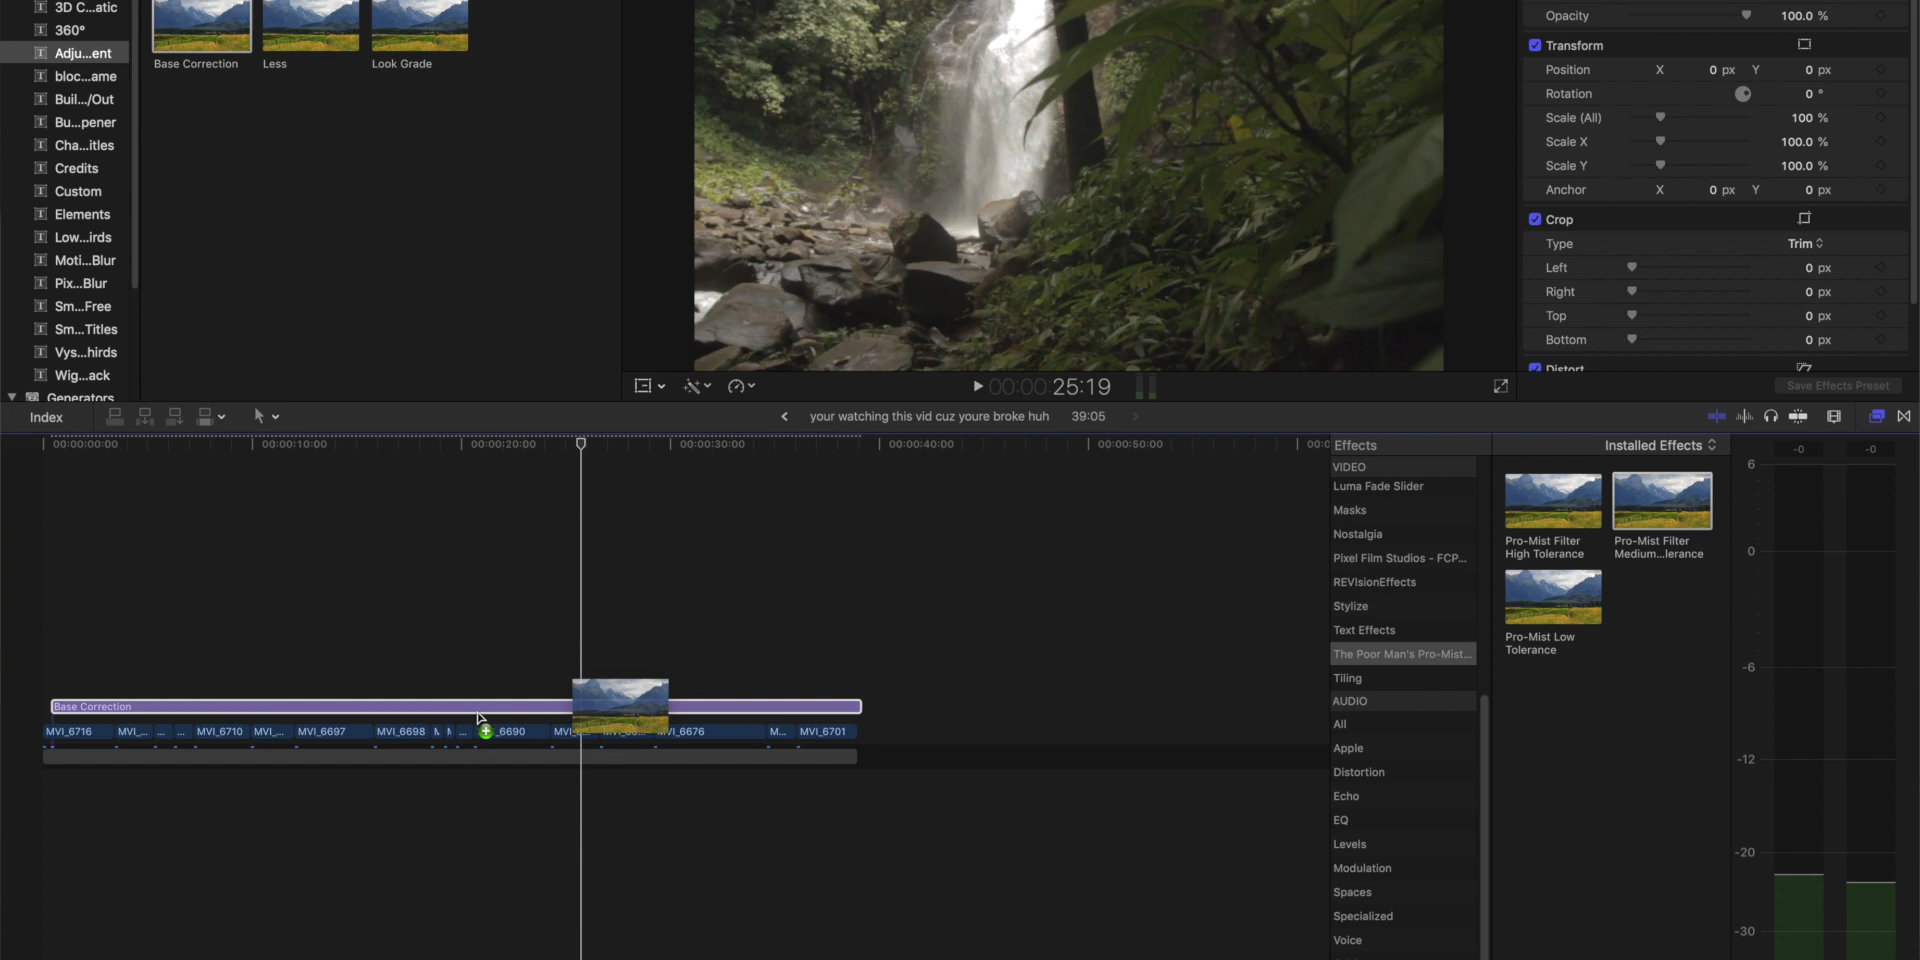 3D C...atic
360°
Adju...ent
bloc...ame
Buil.../Out
Bu...pener
Cha...itles
Credits
Custom
Elements
Low...irds
Moti...Blur
Pix...Blur
Sm...Free
Sm...Titles
Vys...hirds
Wig...ack
Generators
Base Correction
Less
Look Grade
Opacity 100.0 %
Transform
Position X 0 px Y 0 px
Rotation 0 °
Scale (All) 100 %
Scale X 100.0 %
Scale Y 100.0 %
Anchor X 0 px Y 0 px
Crop
Type Trim
Left 0 px
Right 0 px
Top 0 px
Bottom 0 px
Distort
00:00:25:19
Save Effects Preset
Index
your watching this vid cuz youre broke huh 39:05
00:00:00:00 00:00:10:00 00:00:20:00 00:00:30:00 00:00:40:00 00:00:50:00 00:0
Base Correction
MVI_6716 MVI_... ... ... MVI_6710 MVI_... MVI_6697 MVI_6698 M M ... _6690 MVI_6676 M... MVI_6701
Effects
VIDEO
Luma Fade Slider
Masks
Nostalgia
Pixel Film Studios - FCP...
REVIsionEffects
Stylize
Text Effects
The Poor Man's Pro-Mist...
Tiling
AUDIO
All
Apple
Distortion
Echo
EQ
Levels
Modulation
Spaces
Specialized
Voice
Installed Effects
Pro-Mist Filter
High Tolerance
Pro-Mist Filter
Medium...lerance
Pro-Mist Low
Tolerance
-0 -0
6
0
-6
-12
-20
-30